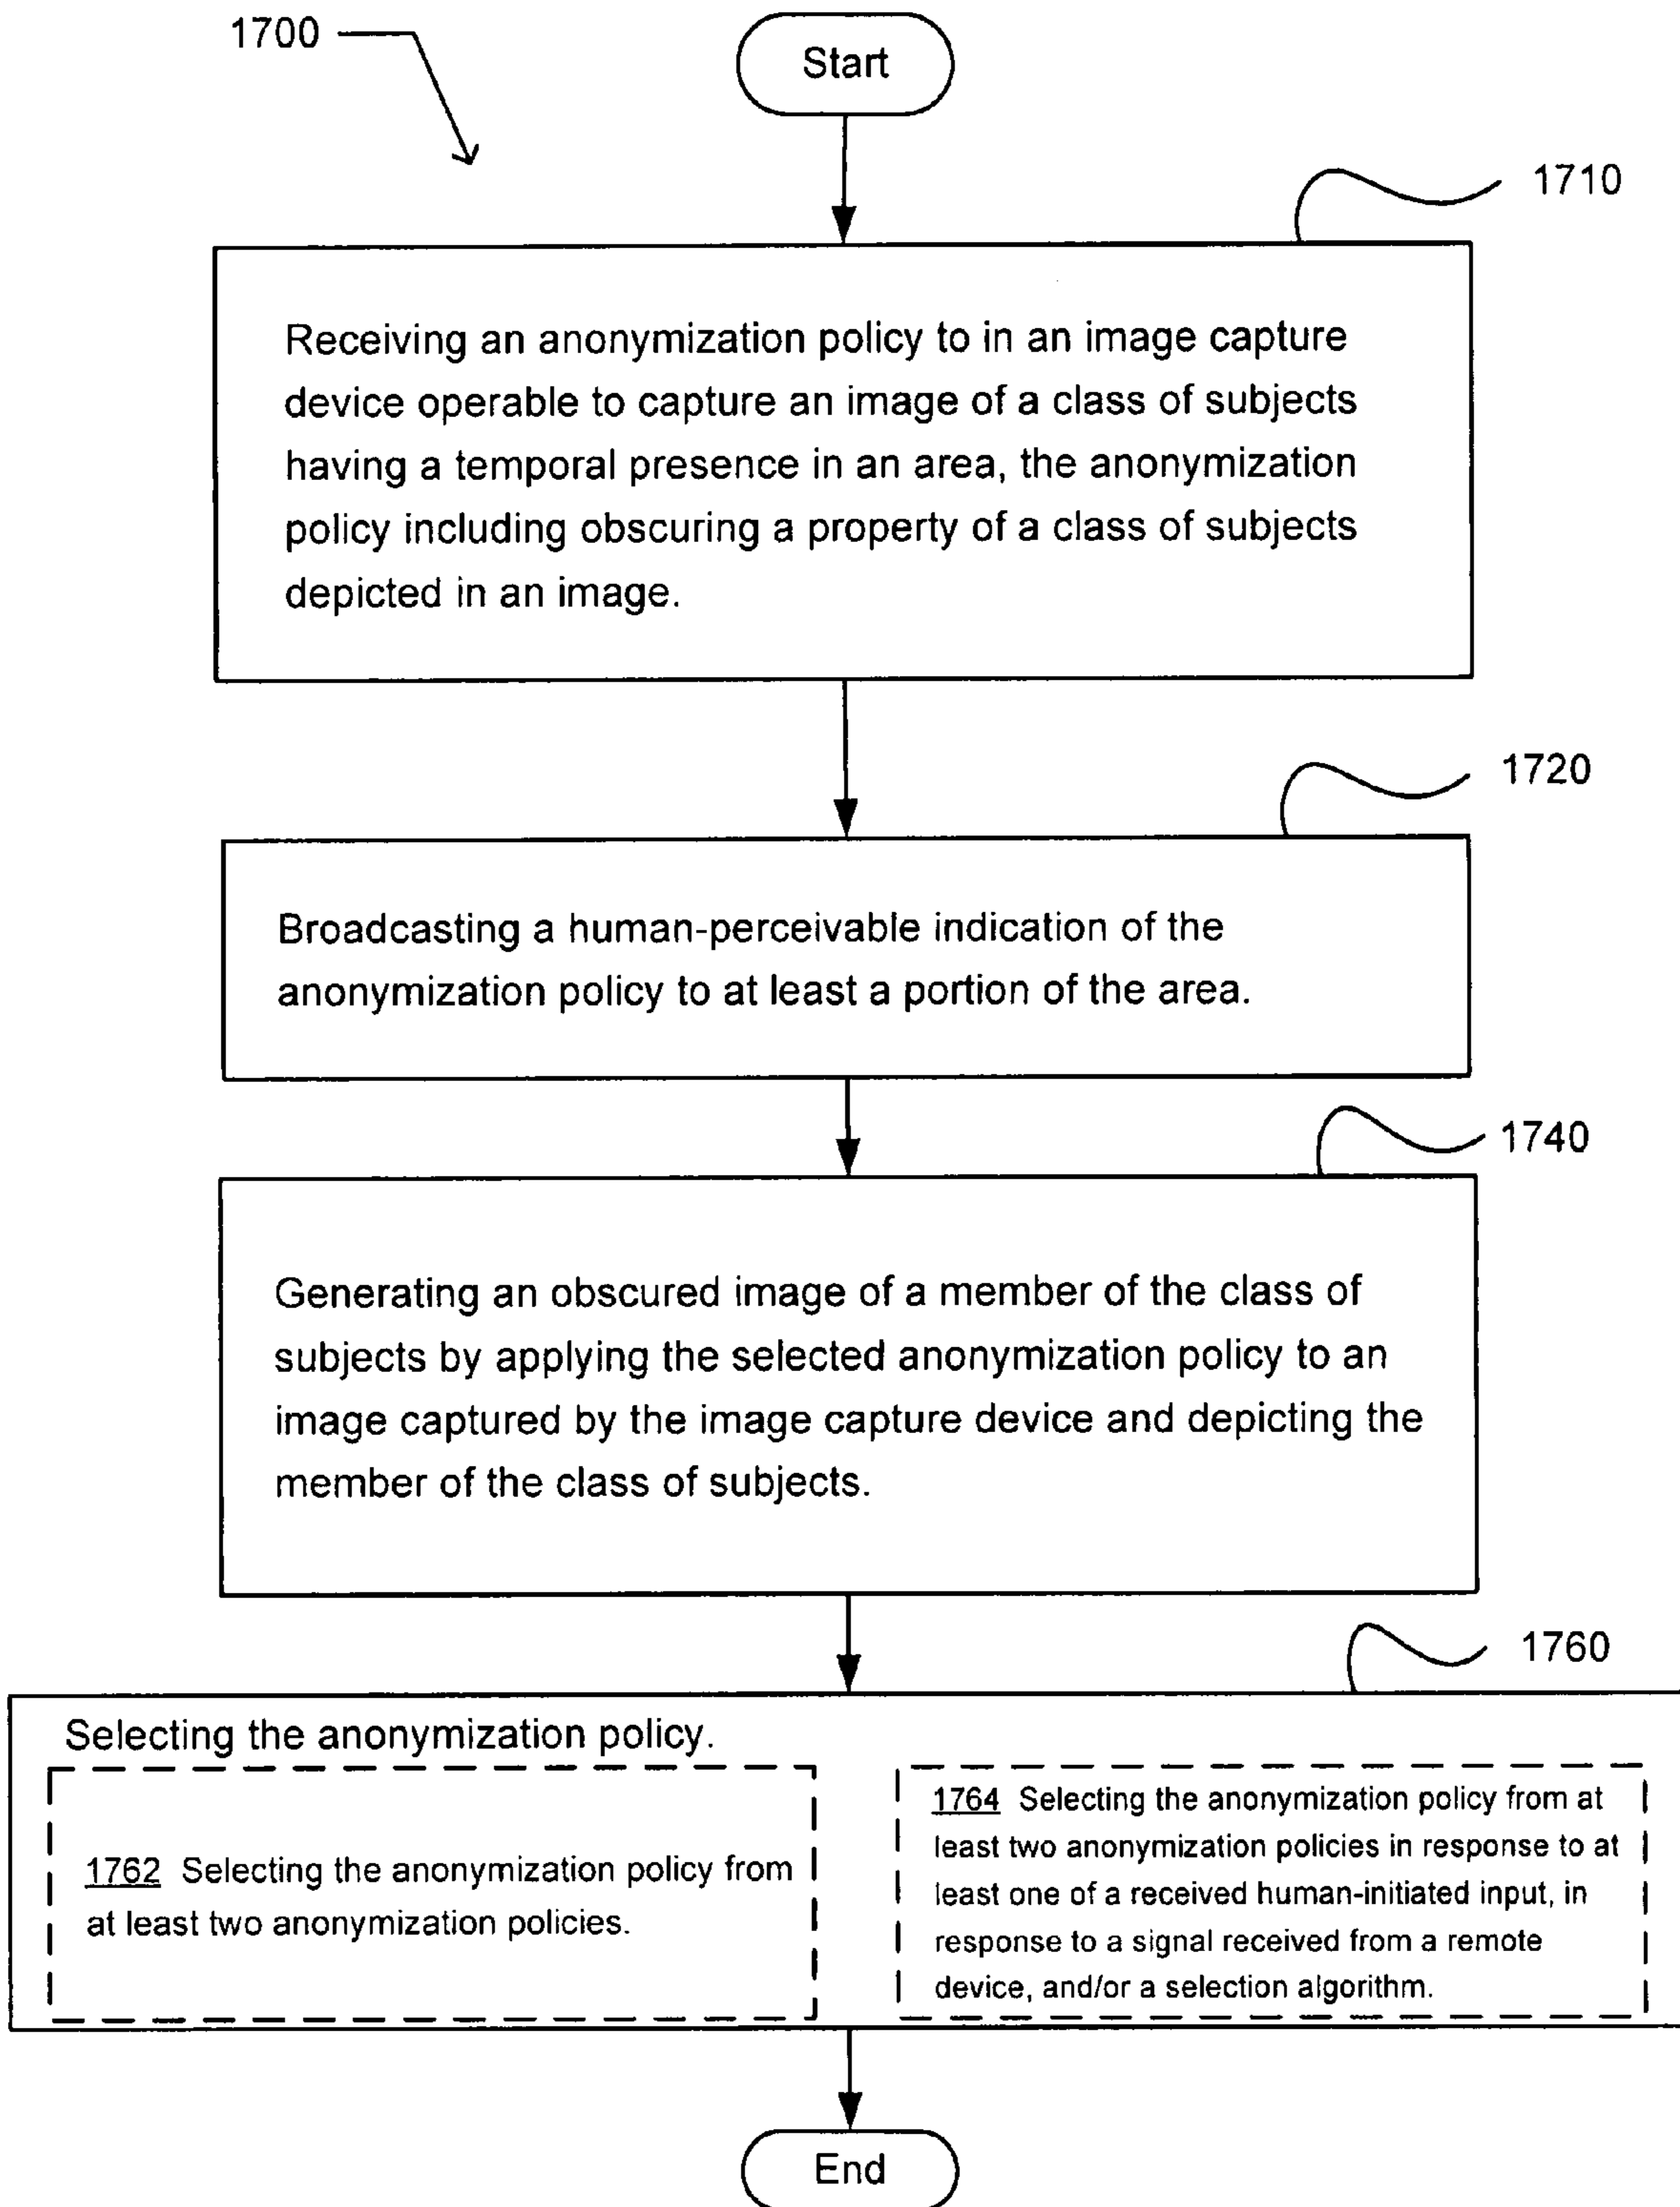 1700
Start
1710
Receiving an anonymization policy to in an image capture
device operable to capture an image of a class of subjects
having a temporal presence in an area, the anonymization
policy including obscuring a property of a class of subjects
depicted in an image.
1720
Broadcasting a human-perceivable indication of the
anonymization policy to at least a portion of the area.
1740
Generating an obscured image of a member of the class of
subjects by applying the selected anonymization policy to an
image captured by the image capture device and depicting the
member of the class of subjects.
1760
Selecting the anonymization policy.
1762 Selecting the anonymization policy from
at least two anonymization policies.
1764 Selecting the anonymization policy from at
least two anonymization policies in response to at
least one of a received human-initiated input, in
response to a signal received from a remote
device, and/or a selection algorithm.
End